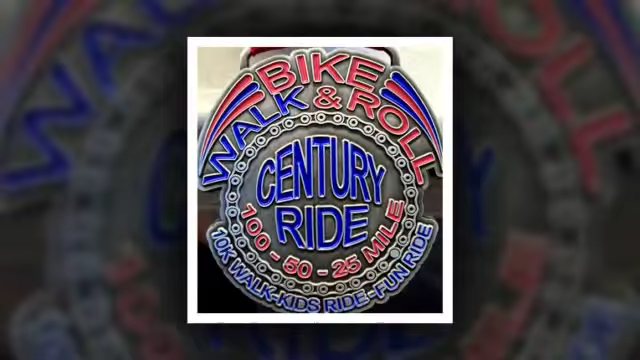 BIKE
WALK & ROLL
CENTURY
RIDE
100 - 50 - 25 MILE
10K WALK-KIDS RIDE-FUN RIDE